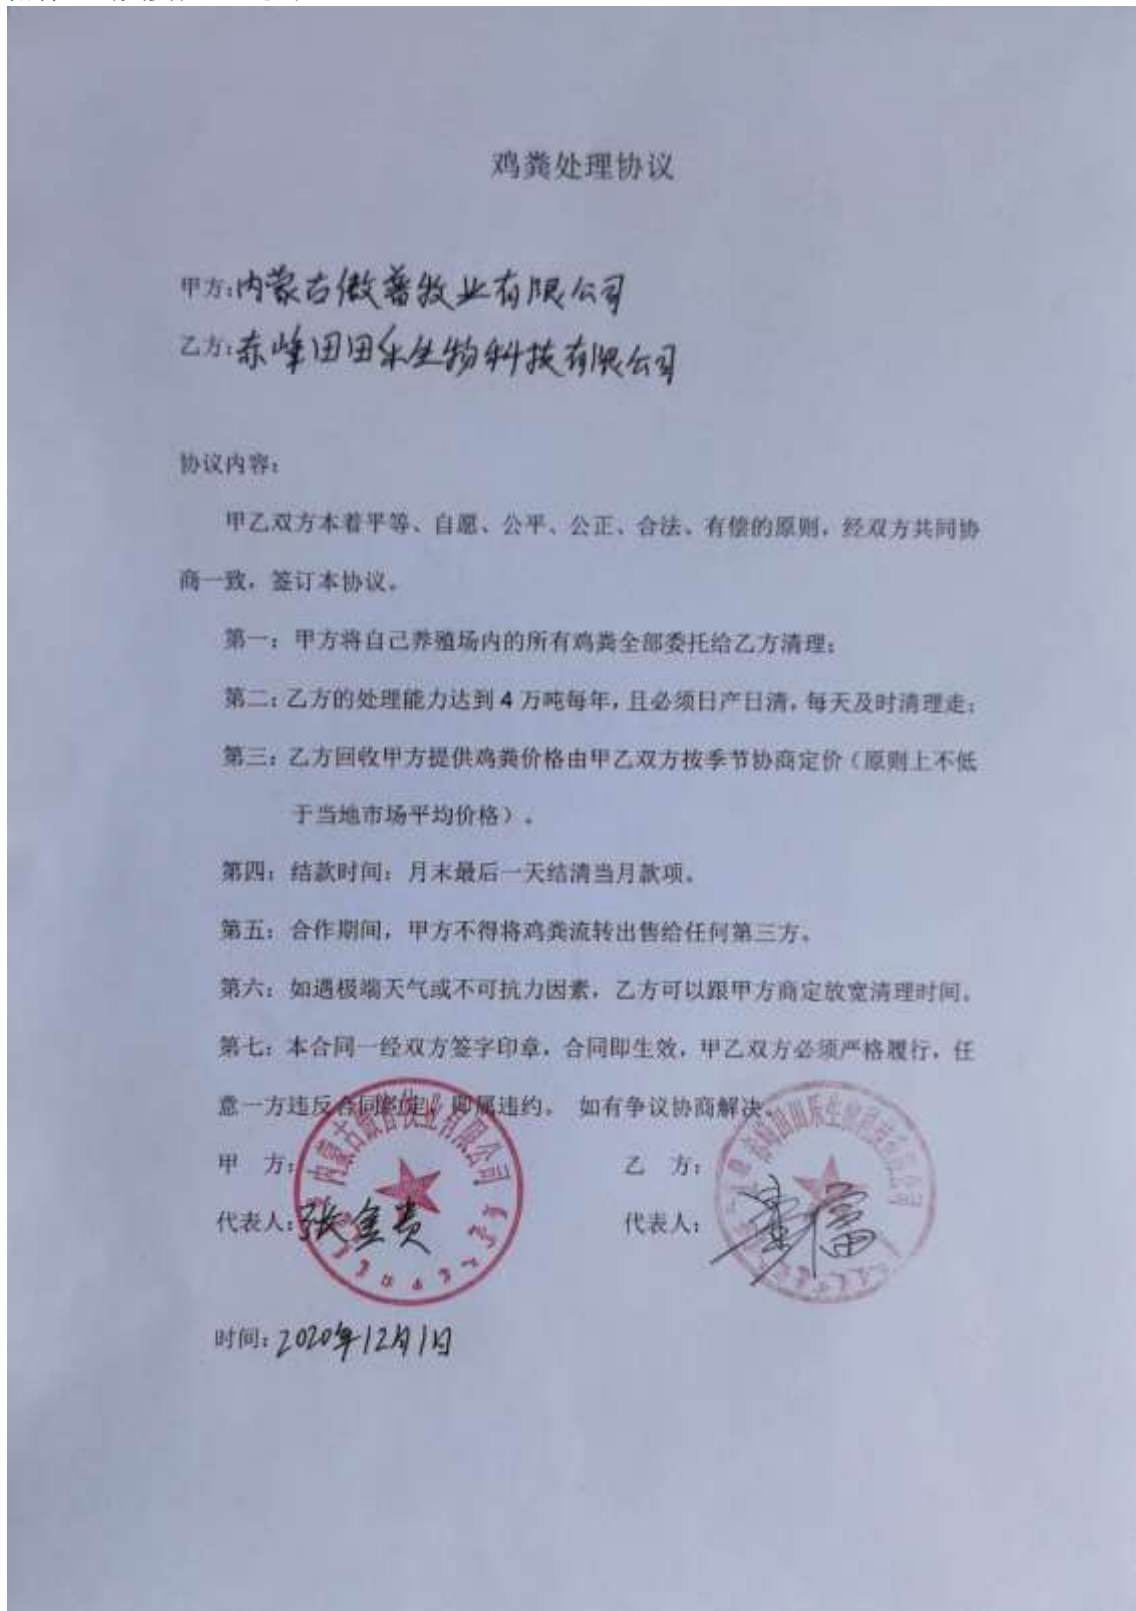 鸡粪处理协议
甲方:内蒙古傲普牧业有限公司
乙方:赤峰田田乐生物科技有限公司
协议内容:
甲乙双方本着平等、自愿、公平、公正、合法、有偿的原则，经双方共同协
商一致，签订本协议。
第一：甲方将自己养殖场内的所有鸡粪全部委托给乙方清理；
第二：乙方的处理能力达到4万吨每年，且必须日产日清，每天及时清理走；
第三：乙方回收甲方提供鸡粪价格由甲乙双方按季节协商定价（原则上不低
于当地市场平均价格）。
第四：结款时间：月末最后一天结清当月款项。
第五：合作期间，甲方不得将鸡粪流转出售给任何第三方。
第六：如遇极端天气或不可抗力因素，乙方可以跟甲方商定放宽清理时间。
第七：本合同一经双方签字印章，合同即生效，甲乙双方必须严格履行，任
意一方违反合同约定，即属违约。 如有争议协商解决。
甲 方： 乙 方：
内蒙古傲普牧业有限公司
代表人：张金贵 代表人：
时间：2020年12月1日